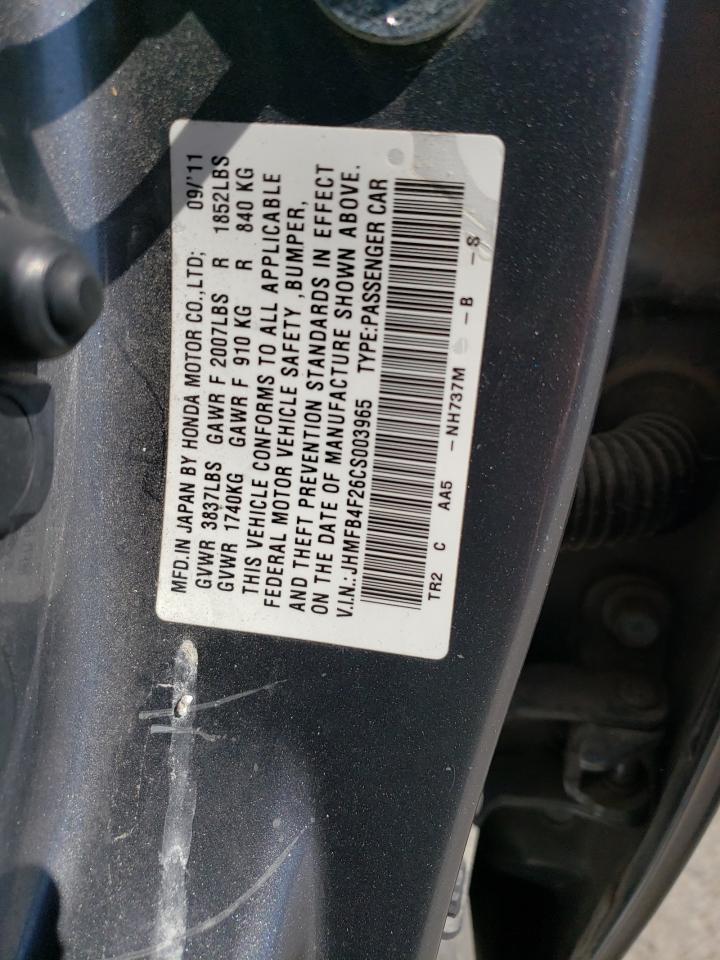 MFD.IN JAPAN BY HONDA MOTOR CO.,LTD; 09/'11
GVWR 3837LBS GAWR F 2007LBS R 1852LBS
GVWR 1740KG GAWR F 910 KG R 840 KG
THIS VEHICLE CONFORMS TO ALL APPLICABLE
FEDERAL MOTOR VEHICLE SAFETY ,BUMPER,
AND THEFT PREVENTION STANDARDS IN EFFECT
ON THE DATE OF MANUFACTURE SHOWN ABOVE.
V.I.N.: JHMFB4F26CS003965 TYPE:PASSENGER CAR
TR2 C AA5 -NH737M -B -S